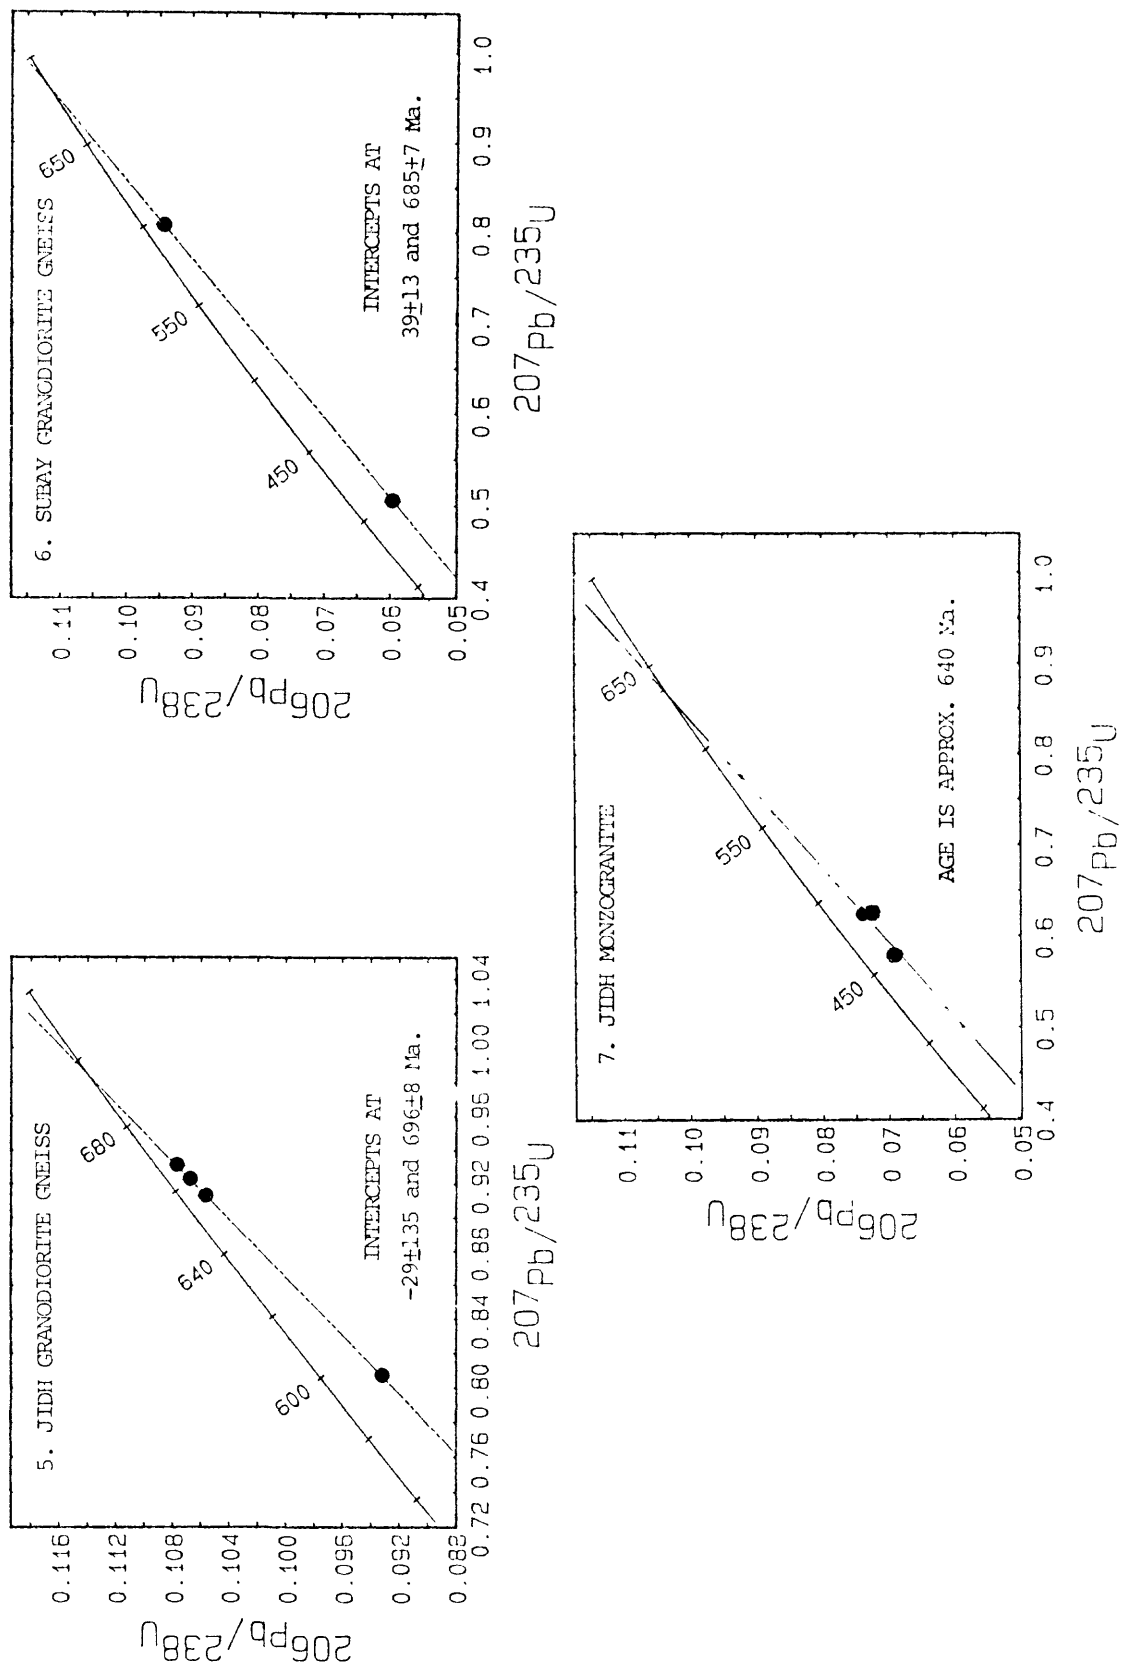 5. JIDH GRANODIORITE GNEISS
0.116
0.112
0.108
0.104
0.100
0.096
0.092
0.088
206Pb/238U
680
640
600
INTERCEPTS AT
-29±135 and 696±8 Ma.
0.72 0.76 0.80 0.84 0.88 0.92 0.96 1.00 1.04
207Pb/235U
6. SUBAY GRANODIORITE GNEISS
0.11
0.10
0.09
0.08
0.07
0.06
0.05
206Pb/238U
650
550
450
INTERCEPTS AT
39±13 and 685±7 Ma.
0.4 0.5 0.6 0.7 0.8 0.9 1.0
207Pb/235U
7. JIDH MONZOGRANITE
0.11
0.10
0.09
0.08
0.07
0.06
0.05
206Pb/238U
650
550
450
AGE IS APPROX. 640 Ma.
0.4 0.5 0.6 0.7 0.8 0.9 1.0
207Pb/235U